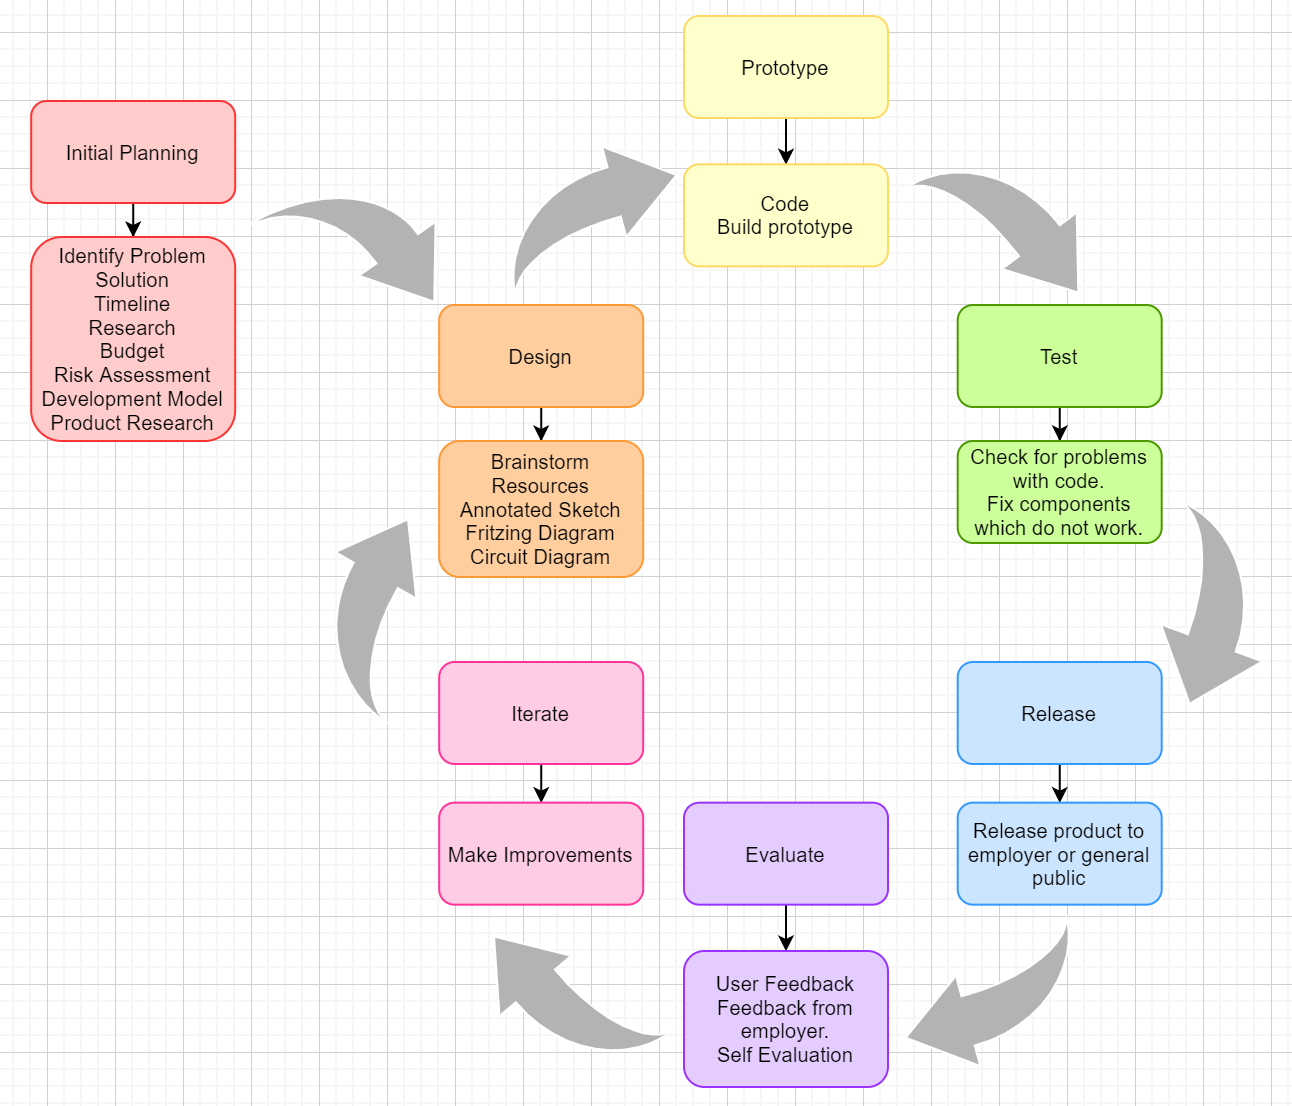 Initial Planning
Identify Problem
Solution
Timeline
Research
Budget
Risk Assessment
Development Model
Product Research
Design
Brainstorm
Resources
Annotated Sketch
Fritzing Diagram
Circuit Diagram
Prototype
Code
Build prototype
Test
Check for problems
with code.
Fix components
which do not work.
Release
Release product to
employer or general
public
Evaluate
User Feedback
Feedback from
employer.
Self Evaluation
Iterate
Make Improvements